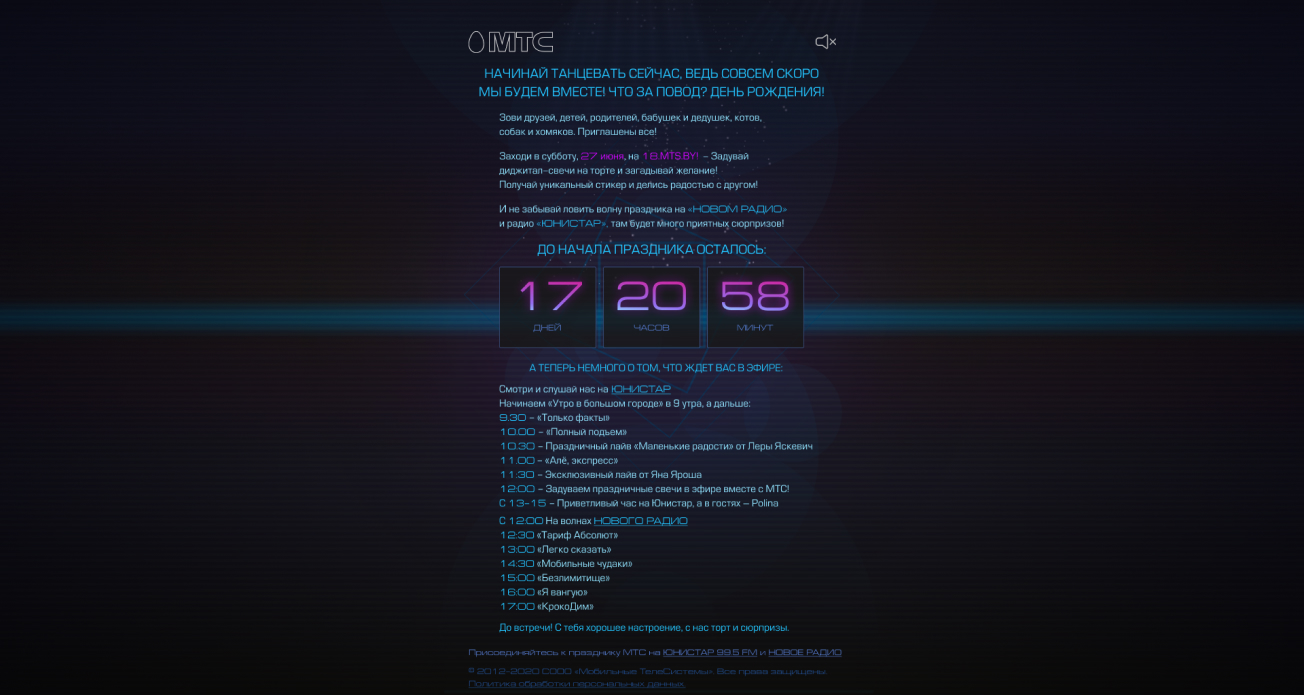 МТС
НАЧИНАЙ ТАНЦЕВАТЬ СЕЙЧАС, ВЕДЬ СОВСЕМ СКОРО
МЫ БУДЕМ ВМЕСТЕ! ЧТО ЗА ПОВОД? ДЕНЬ РОЖДЕНИЯ!
Зови друзей, детей, родителей, бабушек и дедушек, котов,
собак и хомяков. Приглашены все!
Заходи в субботу, 27 июня, на 18.MTS.BY! – Задувай
диджитал-свечи на торте и загадывай желание!
Получай уникальный стикер и делись радостью с другом!
И не забывай ловить волну праздника на «НОВОМ РАДИО»
и радио «ЮНИСТАР», там будет много приятных сюрпризов!
ДО НАЧАЛА ПРАЗДНИКА ОСТАЛОСЬ:
17 20 58
ДНЕЙ ЧАСОВ МИНУТ
А ТЕПЕРЬ НЕМНОГО О ТОМ, ЧТО ЖДЕТ ВАС В ЭФИРЕ:
Смотри и слушай нас на ЮНИСТАР
Начинаем «Утро в большом городе» в 9 утра, а дальше:
9.30 – «Только факты»
10.00 – «Полный подъем»
10.30 – Праздничный лайв «Маленькие радости» от Леры Яскевич
11.00 – «Алё, экспресс»
11:30 – Эксклюзивный лайв от Яна Яроша
12:00 – Задуваем праздничные свечи в эфире вместе с МТС!
С 13-15 – Приветливый час на Юнистар, а в гостях – Polina
С 12:00 На волнах НОВОГО РАДИО
12:30 «Тариф Абсолют»
13:00 «Легко сказать»
14:30 «Мобильные чудаки»
15:00 «Безлимитище»
16:00 «Я вангую»
17:00 «КрокоДим»
До встречи! С тебя хорошее настроение, с нас торт и сюрпризы.
Присоединяйтесь к празднику МТС на ЮНИСТАР 99.5 FM и НОВОЕ РАДИО
© 2012-2020 СООО «Мобильные ТелеСистемы». Все права защищены.
Политика обработки персональных данных.